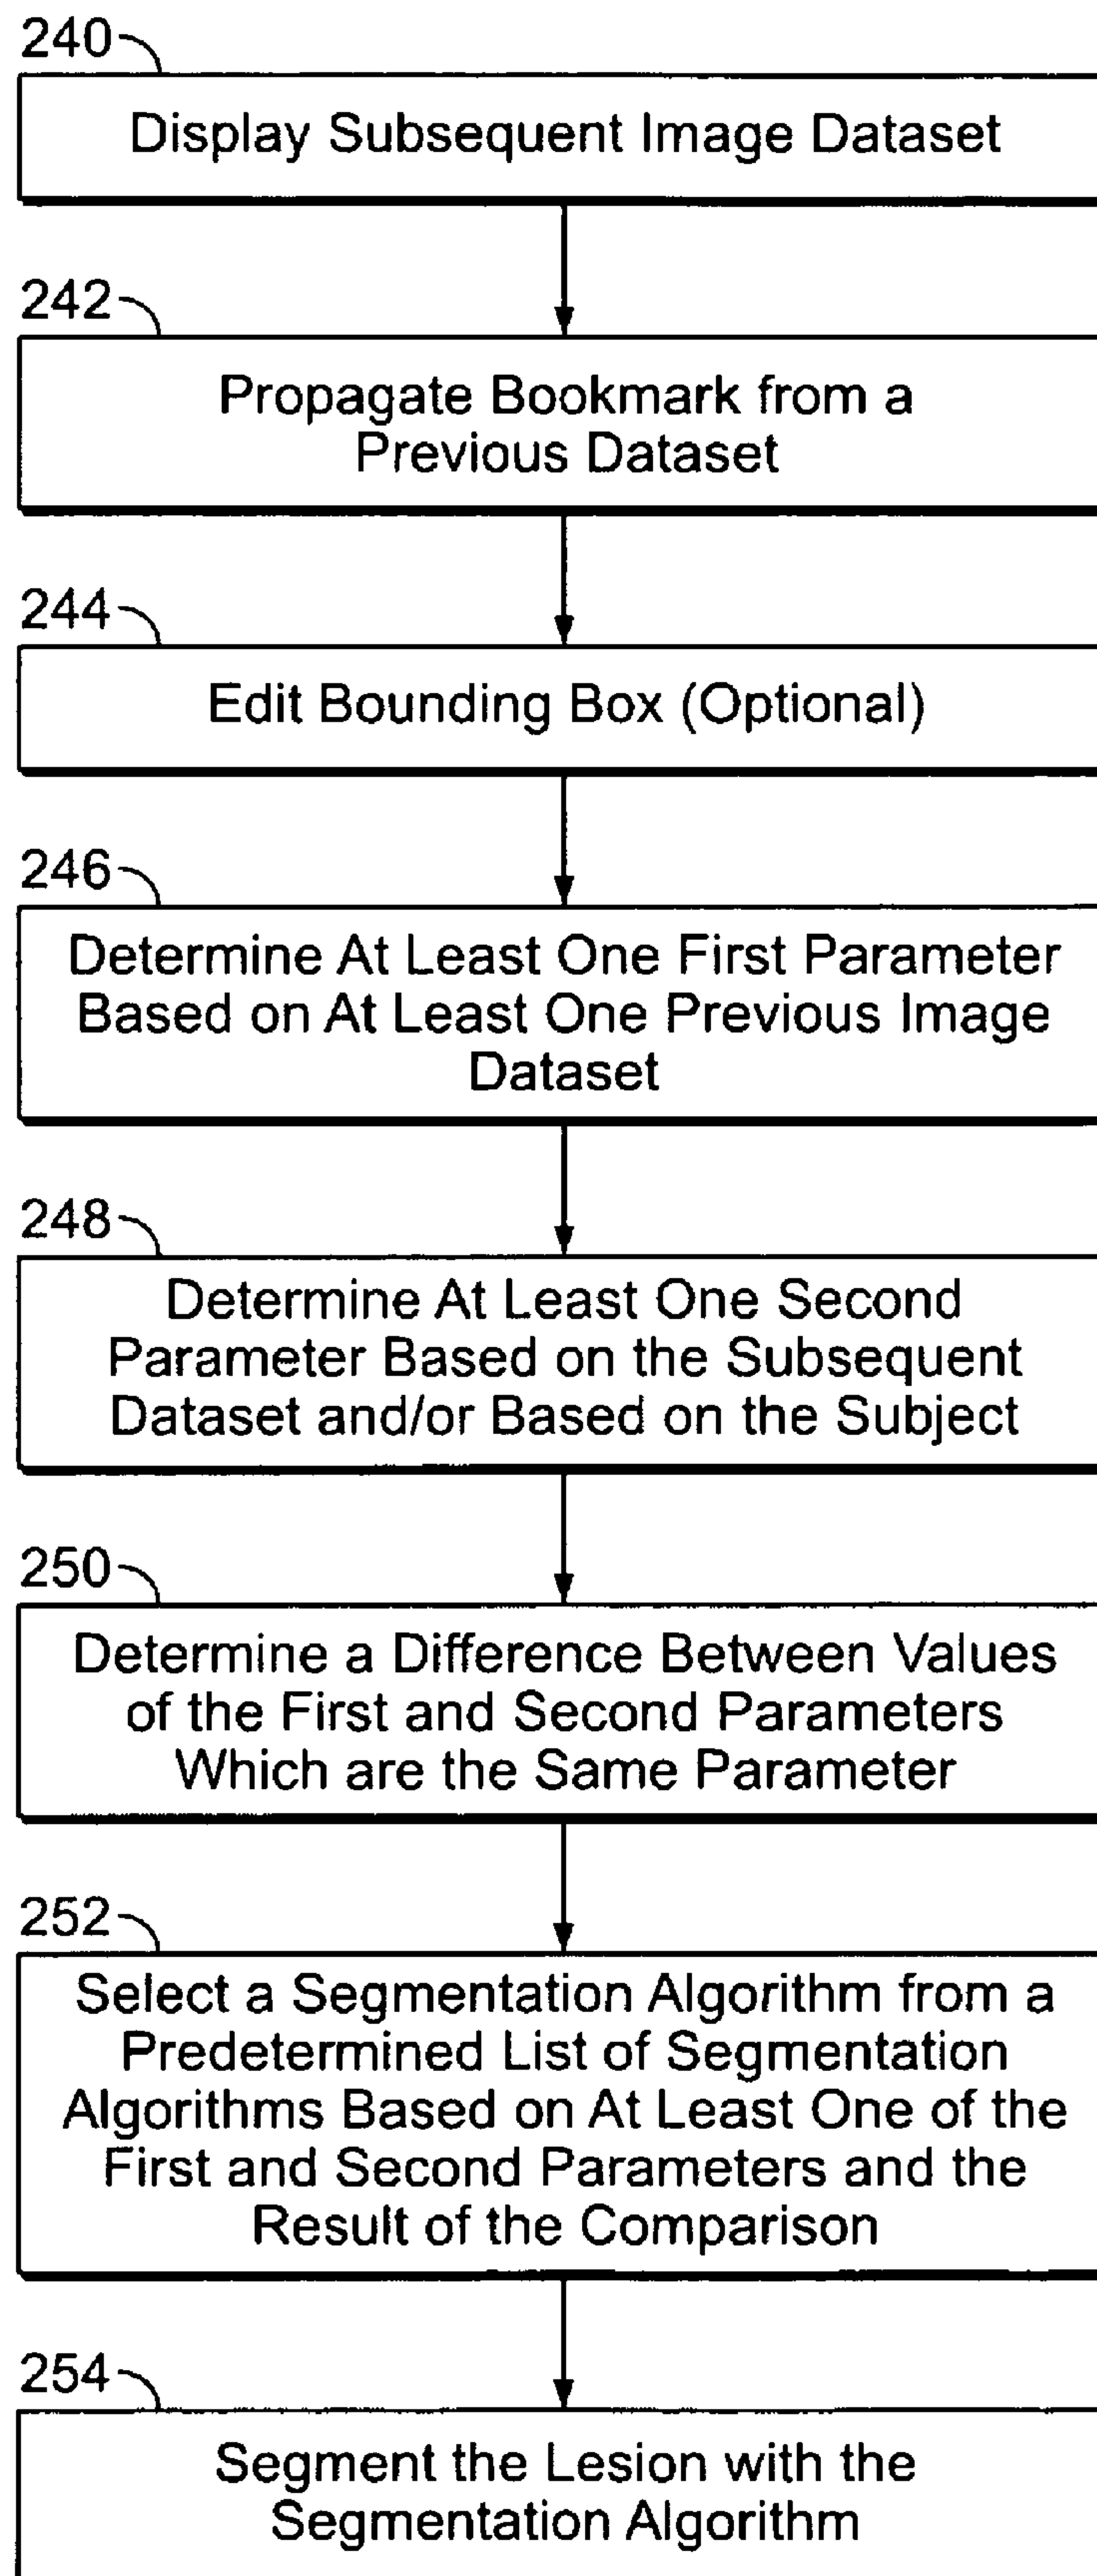 240
Display Subsequent Image Dataset
242
Propagate Bookmark from a
Previous Dataset
244
Edit Bounding Box (Optional)
246
Determine At Least One First Parameter
Based on At Least One Previous Image
Dataset
248
Determine At Least One Second
Parameter Based on the Subsequent
Dataset and/or Based on the Subject
250
Determine a Difference Between Values
of the First and Second Parameters
Which are the Same Parameter
252
Select a Segmentation Algorithm from a
Predetermined List of Segmentation
Algorithms Based on At Least One of the
First and Second Parameters and the
Result of the Comparison
254
Segment the Lesion with the
Segmentation Algorithm